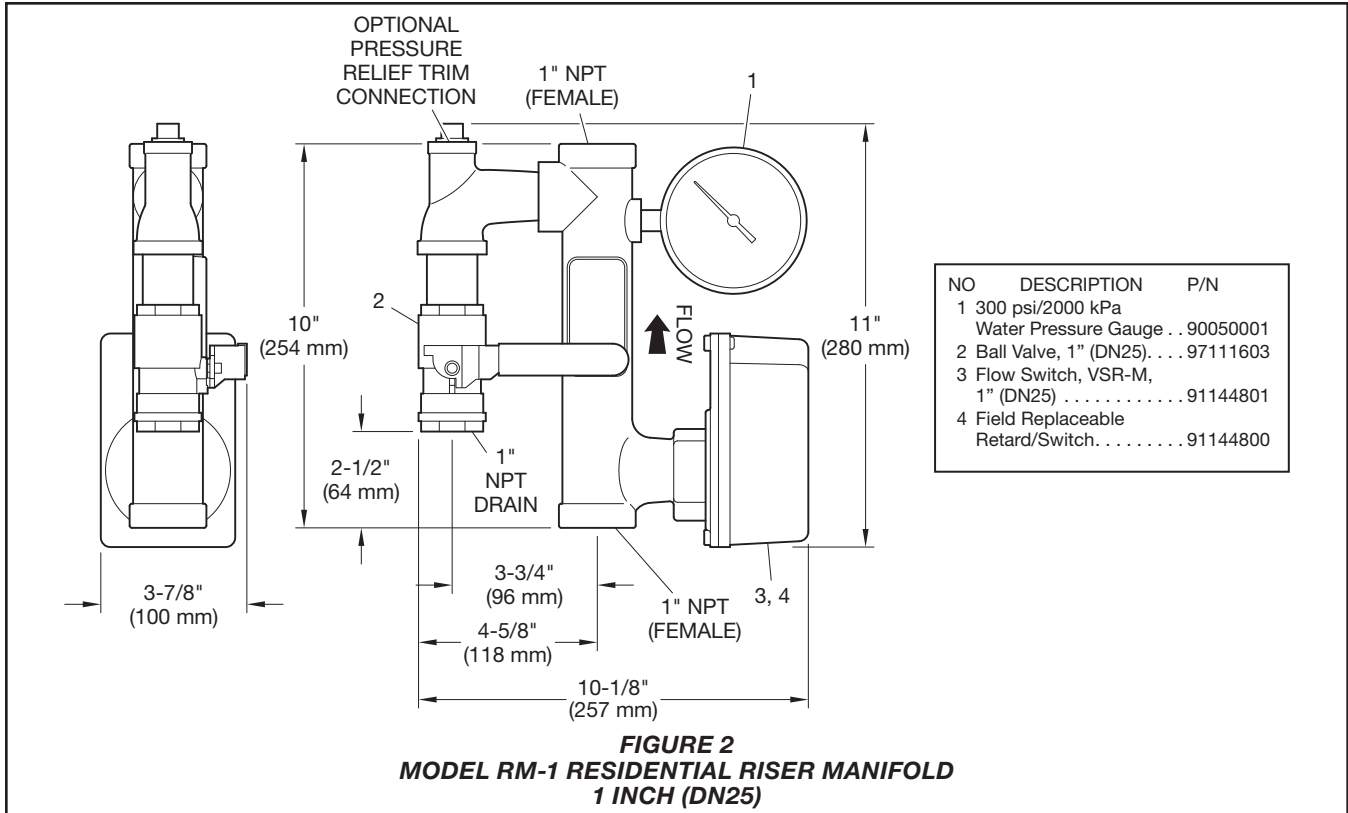 OPTIONAL
PRESSURE
RELIEF TRIM
CONNECTION
1" NPT
(FEMALE)
1
2
10"
(254 mm)
FLOW
11"
(280 mm)
2-1/2"
(64 mm)
1"
NPT
DRAIN
3-7/8"
(100 mm)
3-3/4"
(96 mm)
4-5/8"
(118 mm)
1" NPT
(FEMALE)
3, 4
10-1/8"
(257 mm)
NO DESCRIPTION P/N
1 300 psi/2000 kPa
Water Pressure Gauge . . 90050001
2 Ball Valve, 1” (DN25). . . . 97111603
3 Flow Switch, VSR-M,
1” (DN25) . . . . . . . . . . . . 91144801
4 Field Replaceable
Retard/Switch. . . . . . . . . 91144800
FIGURE 2
MODEL RM-1 RESIDENTIAL RISER MANIFOLD
1 INCH (DN25)